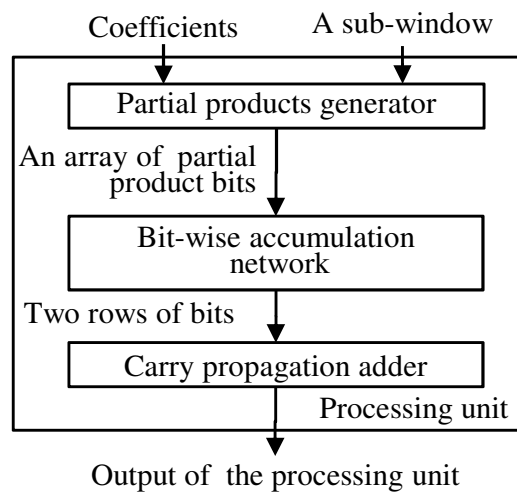 Coefficients
A sub-window
Partial products generator
An array of partial
product bits
Bit-wise accumulation
network
Two rows of bits
Carry propagation adder
Processing unit
Output of the processing unit